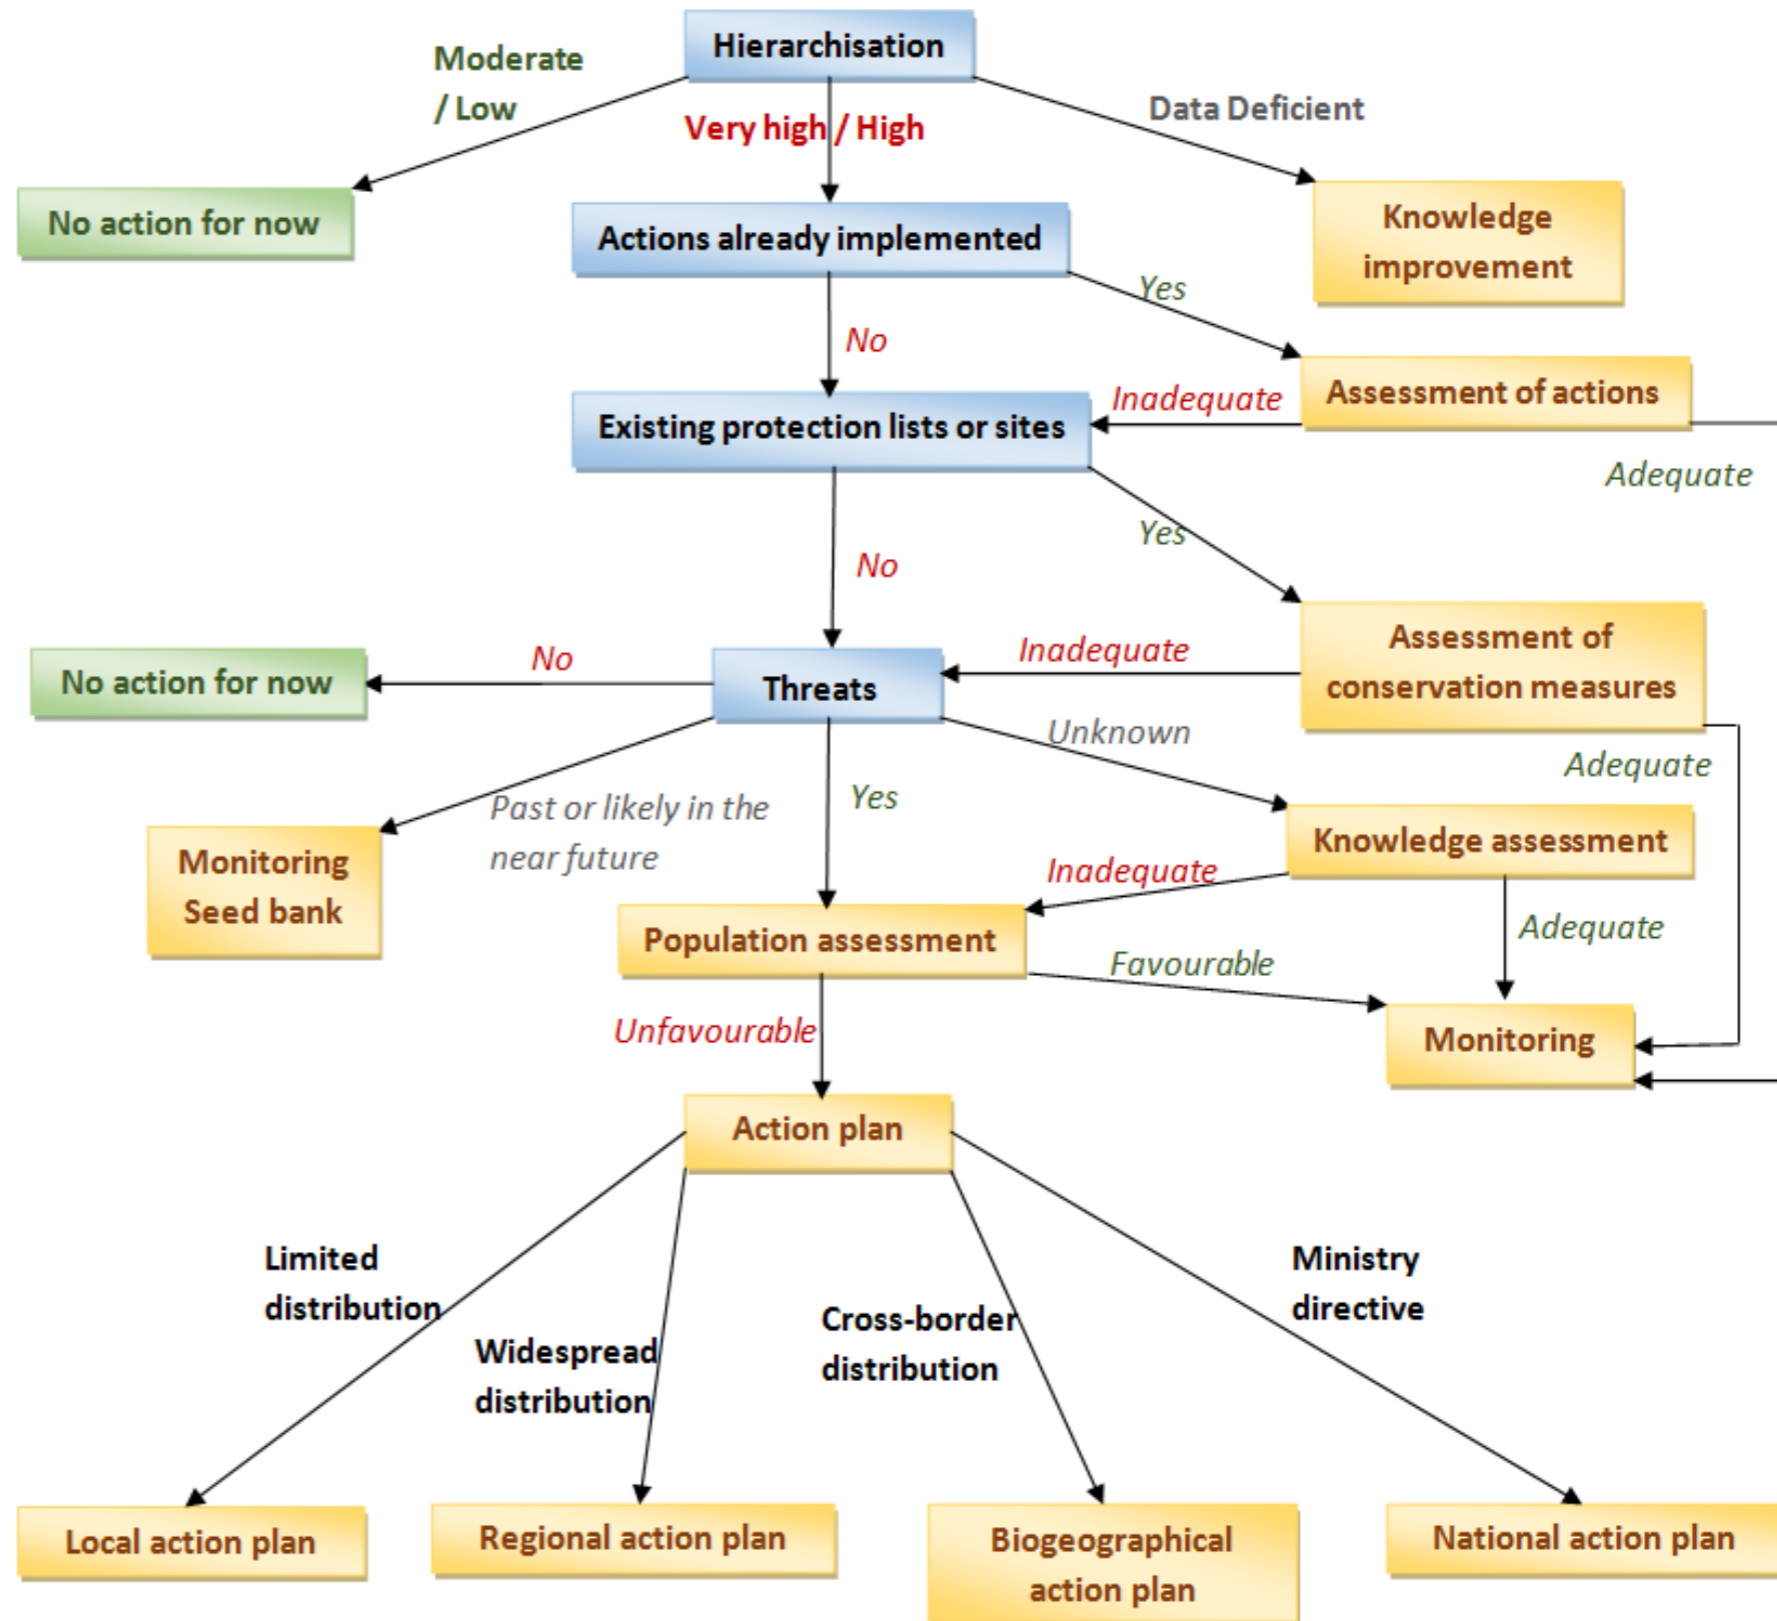 Hierarchisation
Moderate
/ Low
Very high / High
Data Deficient
No action for now
Actions already implemented
Knowledge
improvement
Yes
No
Assessment of actions
Inadequate
Existing protection lists or sites
Adequate
Yes
No
Assessment of
conservation measures
Inadequate
No
No action for now
Threats
Unknown
Adequate
Past or likely in the
near future
Yes
Knowledge assessment
Monitoring
Seed bank
Inadequate
Population assessment
Adequate
Favourable
Unfavourable
Monitoring
Action plan
Limited
distribution
Widespread
distribution
Cross-border
distribution
Ministry
directive
Local action plan
Regional action plan
Biogeographical
action plan
National action plan